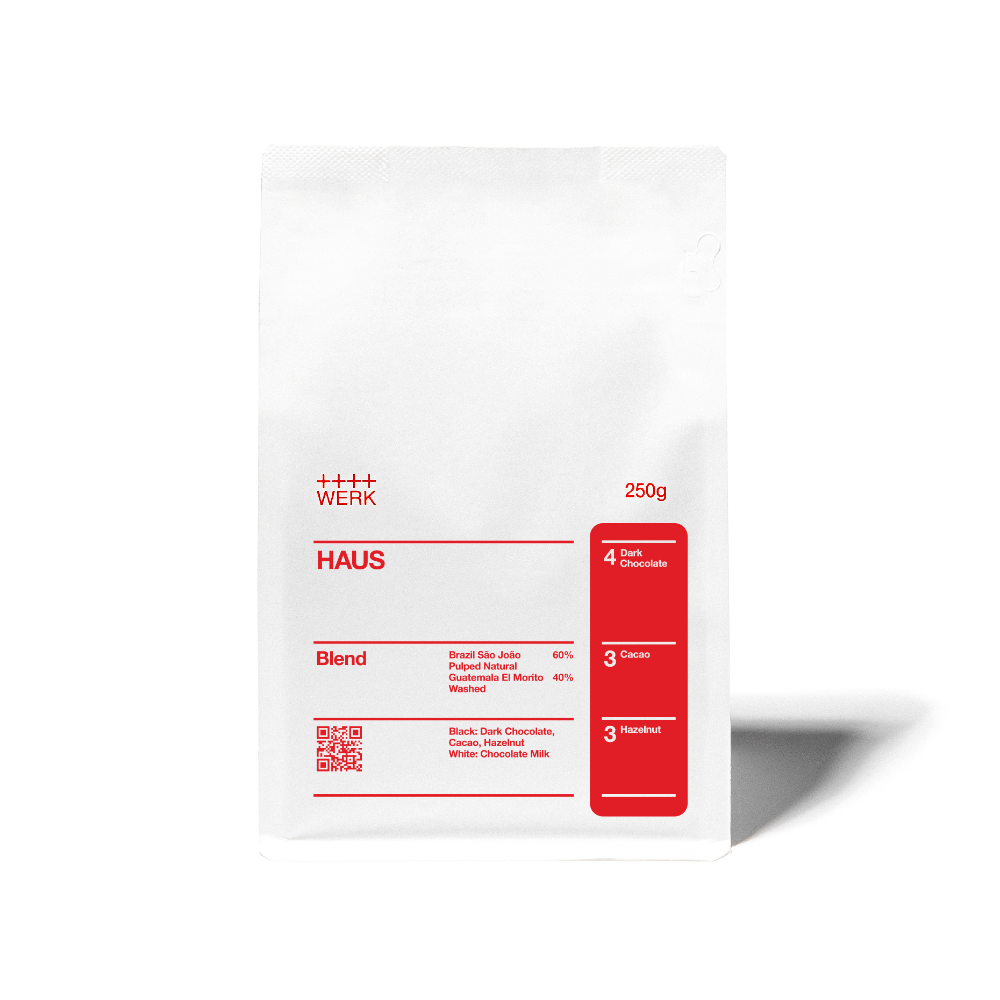 ++++
WERK
250g
HAUS
Blend
Brazil São João 60%
Pulped Natural
Guatemala El Morito 40%
Washed
Black: Dark Chocolate,
Cacao, Hazelnut
White: Chocolate Milk
4 Dark
Chocolate
3 Cacao
3 Hazelnut